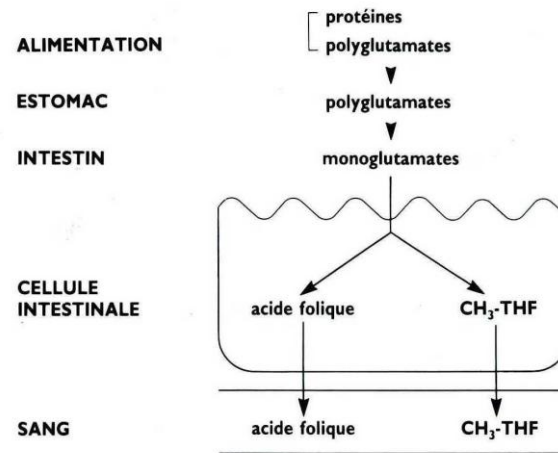 protéines
ALIMENTATION
polyglutamates
ESTOMAC
polyglutamates
INTESTIN
monoglutamates
CELLULE
INTESTINALE
acide folique
CH₃-THF
SANG
acide folique
CH₃-THF